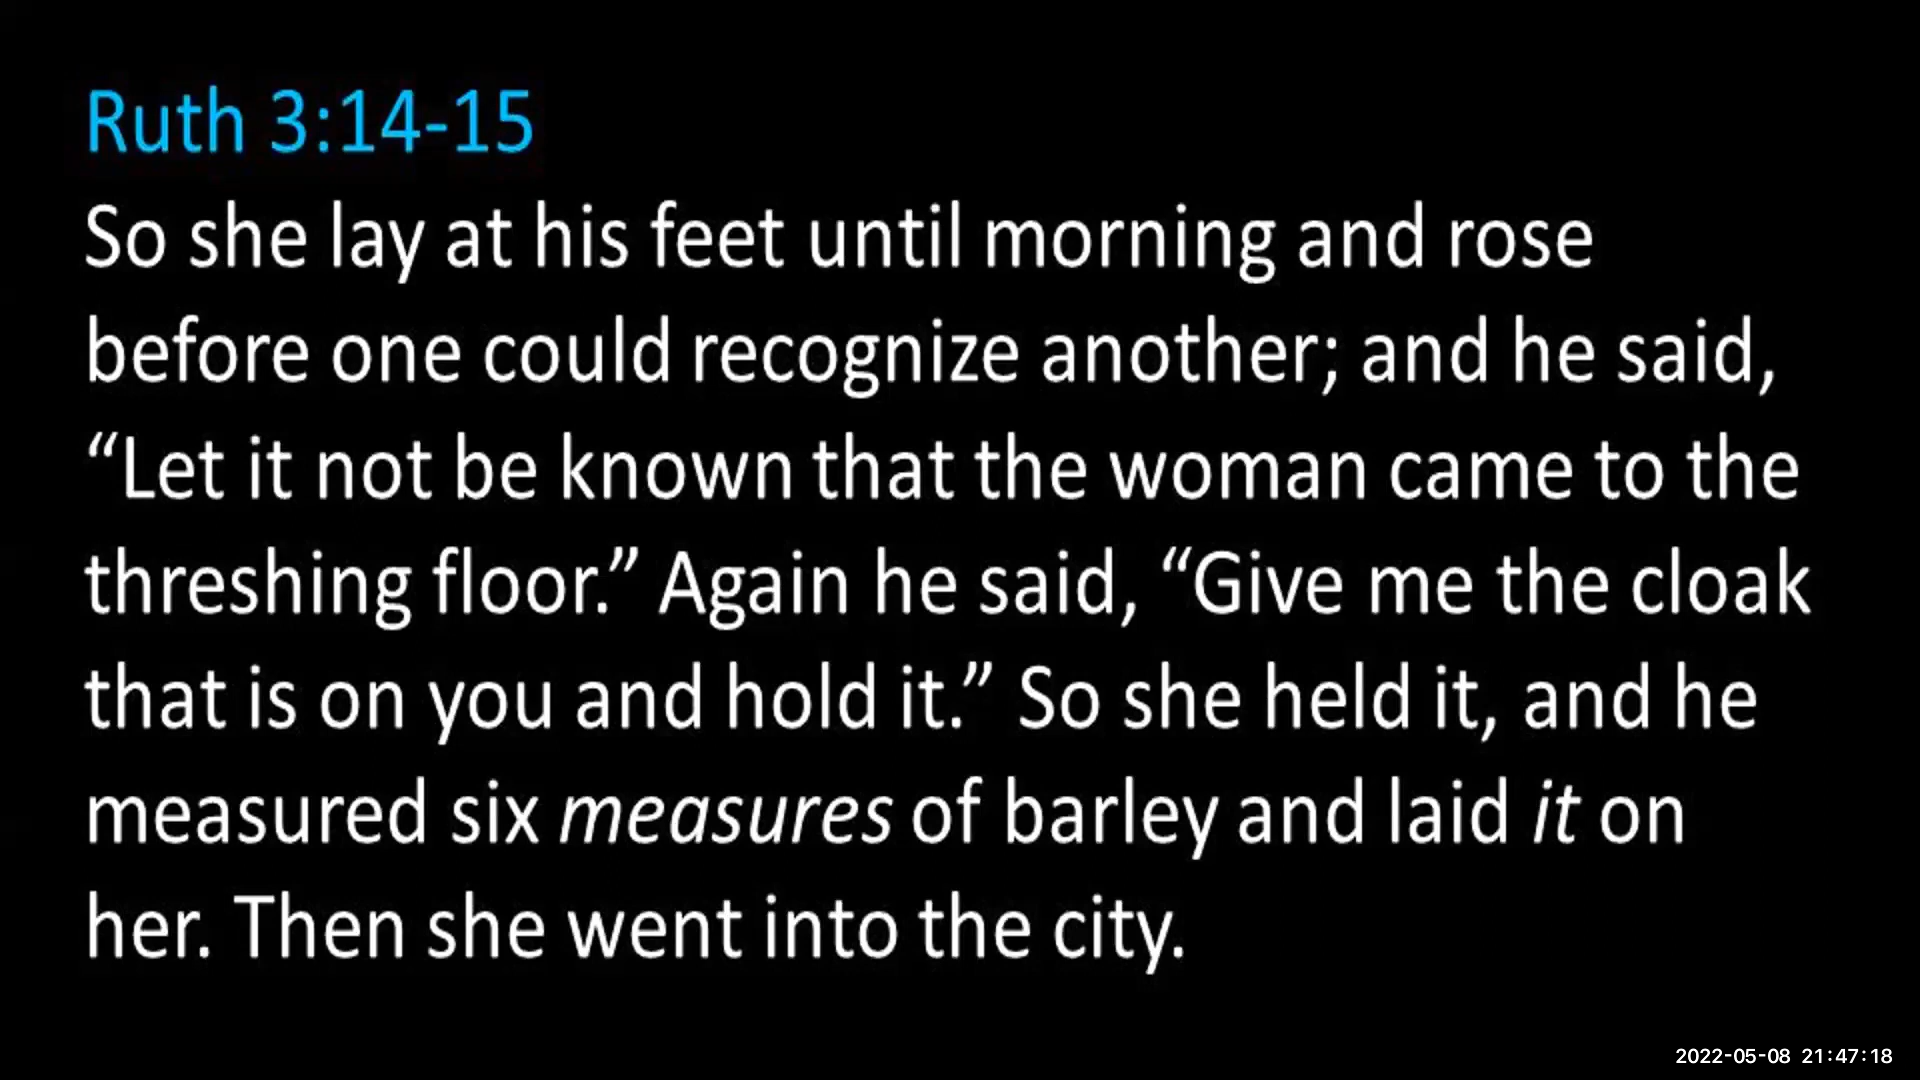 Ruth 3:14-15
So she lay at his feet until morning and rose
before one could recognize another; and he said,
“Let it not be known that the woman came to the
threshing floor.” Again he said, “Give me the cloak
that is on you and hold it.” So she held it, and he
measured six measures of barley and laid it on
her. Then she went into the city.
2022-05-08 21:47:18